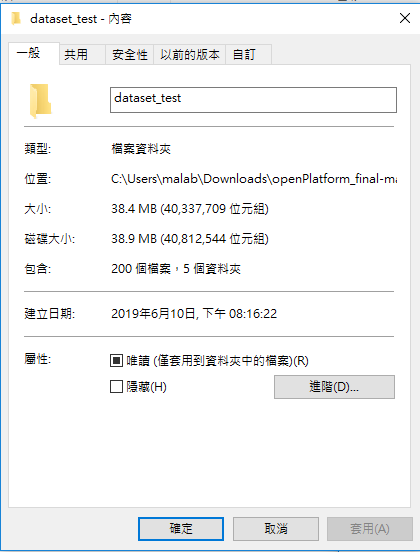 dataset_test - 內容
一般 共用 安全性 以前的版本 自訂
dataset_test
類型: 檔案資料夾
位置: C:\Users\malab\Downloads\openPlatform_final-ma
大小: 38.4 MB (40,337,709 位元組)
磁碟大小: 38.9 MB (40,812,544 位元組)
包含: 200 個檔案，5 個資料夾
建立日期: 2019年6月10日, 下午 08:16:22
屬性: 唯讀 (僅套用到資料夾中的檔案)(R)
隱藏(H) 進階(D)...
確定 取消 套用(A)